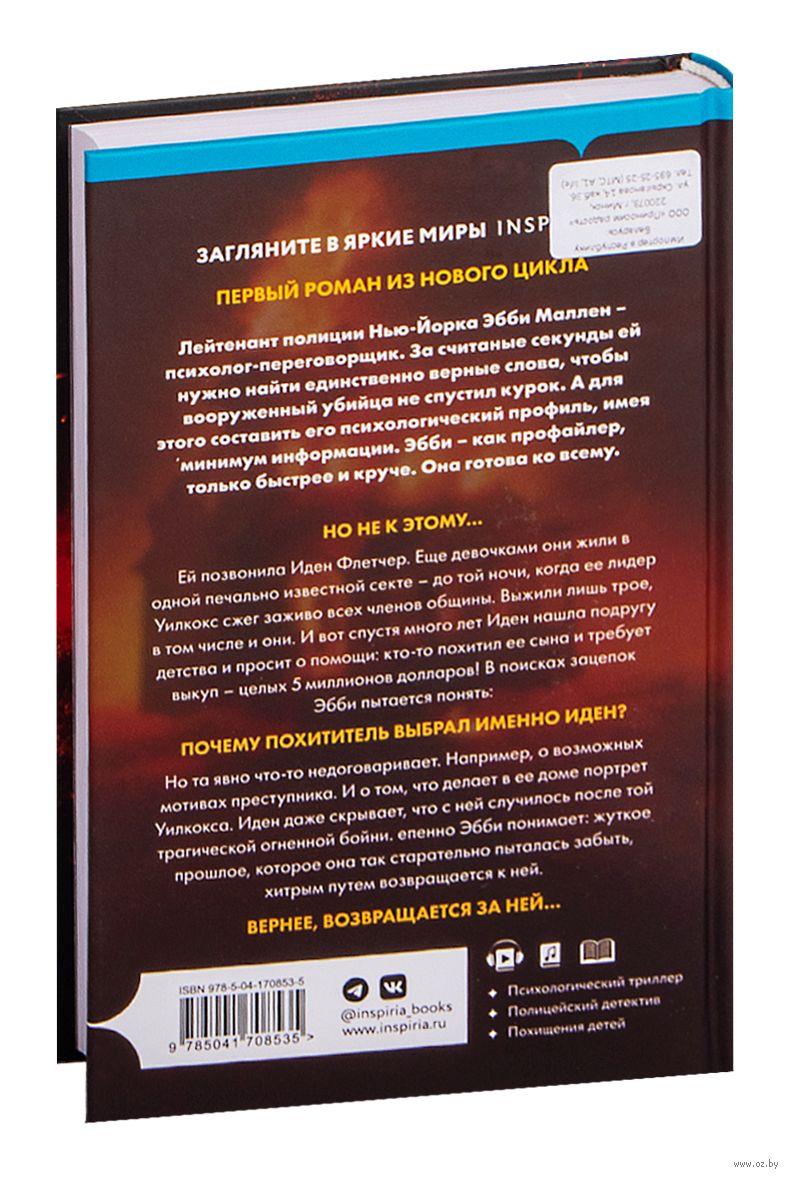 ЗАГЛЯНИТЕ В ЯРКИЕ МИРЫ INSP
ПЕРВЫЙ РОМАН ИЗ НОВОГО ЦИКЛА
Лейтенант полиции Нью-Йорка Эбби Маллен –
психолог-переговорщик. За считаные секунды ей
нужно найти единственно верные слова, чтобы
вооруженный убийца не спустил курок. А для
этого составить его психологический профиль, имея
минимум информации. Эбби – как профайлер,
только быстрее и круче. Она готова ко всему.
НО НЕ К ЭТОМУ...
Ей позвонила Иден Флетчер. Еще девочками они жили в
одной печально известной секте – до той ночи, когда ее лидер
Уилкокс сжег заживо всех членов общины. Выжили лишь трое,
в том числе и они. И вот спустя много лет Иден нашла подругу
детства и просит о помощи: кто-то похитил ее сына и требует
выкуп – целых 5 миллионов долларов! В поисках зацепок
Эбби пытается понять:
ПОЧЕМУ ПОХИТИТЕЛЬ ВЫБРАЛ ИМЕННО ИДЕН?
Но та явно что-то недоговаривает. Например, о возможных
мотивах преступника. И о том, что делает в ее доме портрет
Уилкокса. Иден даже скрывает, что с ней случилось после той
трагической огненной бойни. епенно Эбби понимает: жуткое
прошлое, которое она так старательно пыталась забыть,
хитрым путем возвращается к ней.
ВЕРНЕЕ, ВОЗВРАЩАЕТСЯ ЗА НЕЙ...
Импортер в Республику
Беларусь:
ООО «Приносим радость»
220073, г.Минск,
ул. Скрыганова 14, каб.36
Тел. 695-25-25 (МТС, A1, life)
ISBN 978-5-04-170853-5
9 785041 708535 >
@inspiria_books
www.inspiria.ru
Психологический триллер
Полицейский детектив
Похищения детей
www.oz.by